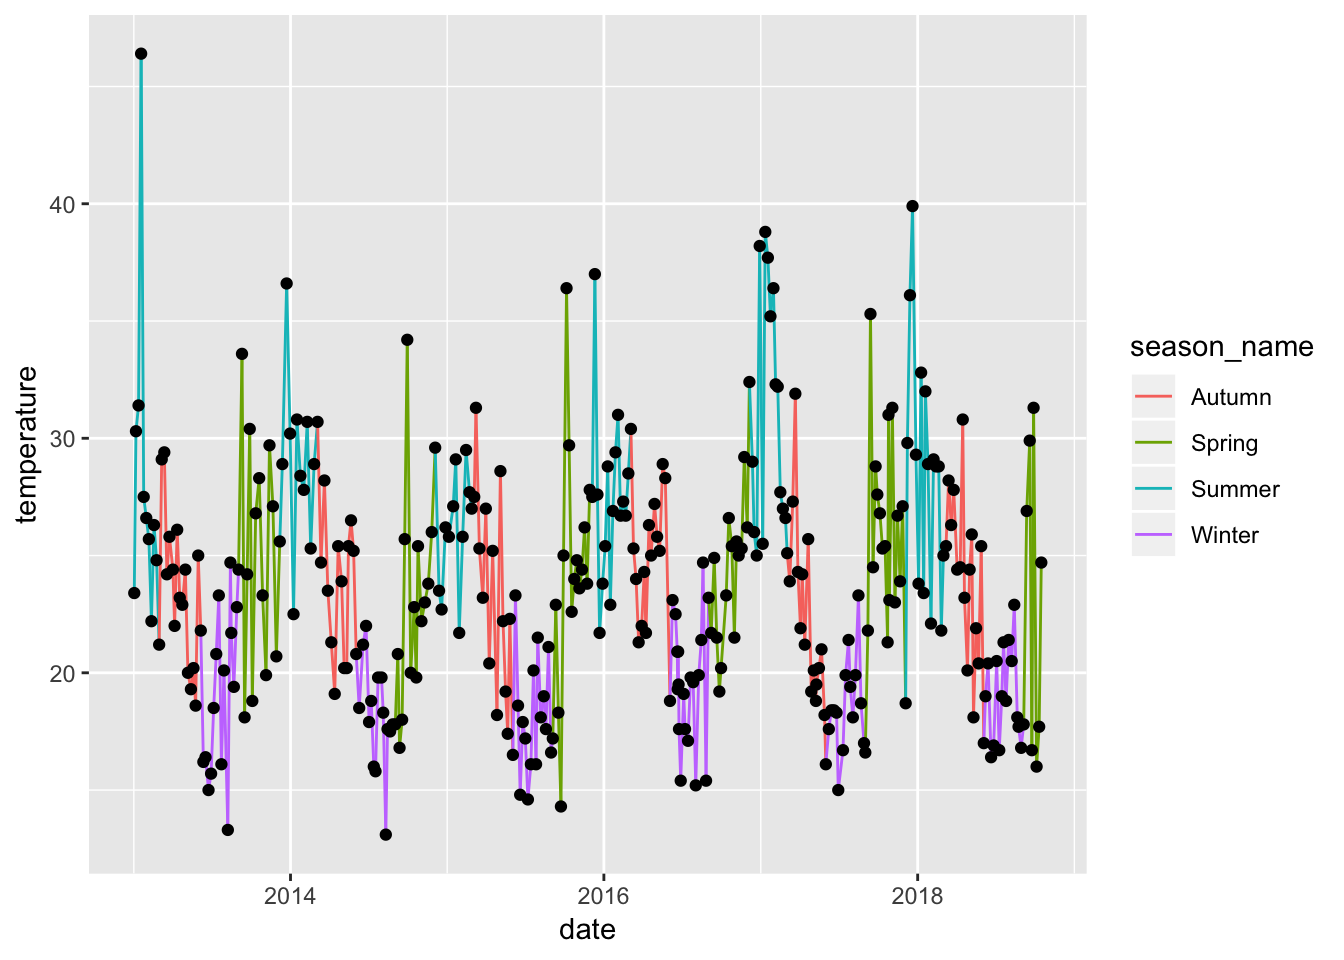 40
30
20
temperature
2014
2016
2018
date
season_name
Autumn
Spring
Summer
Winter